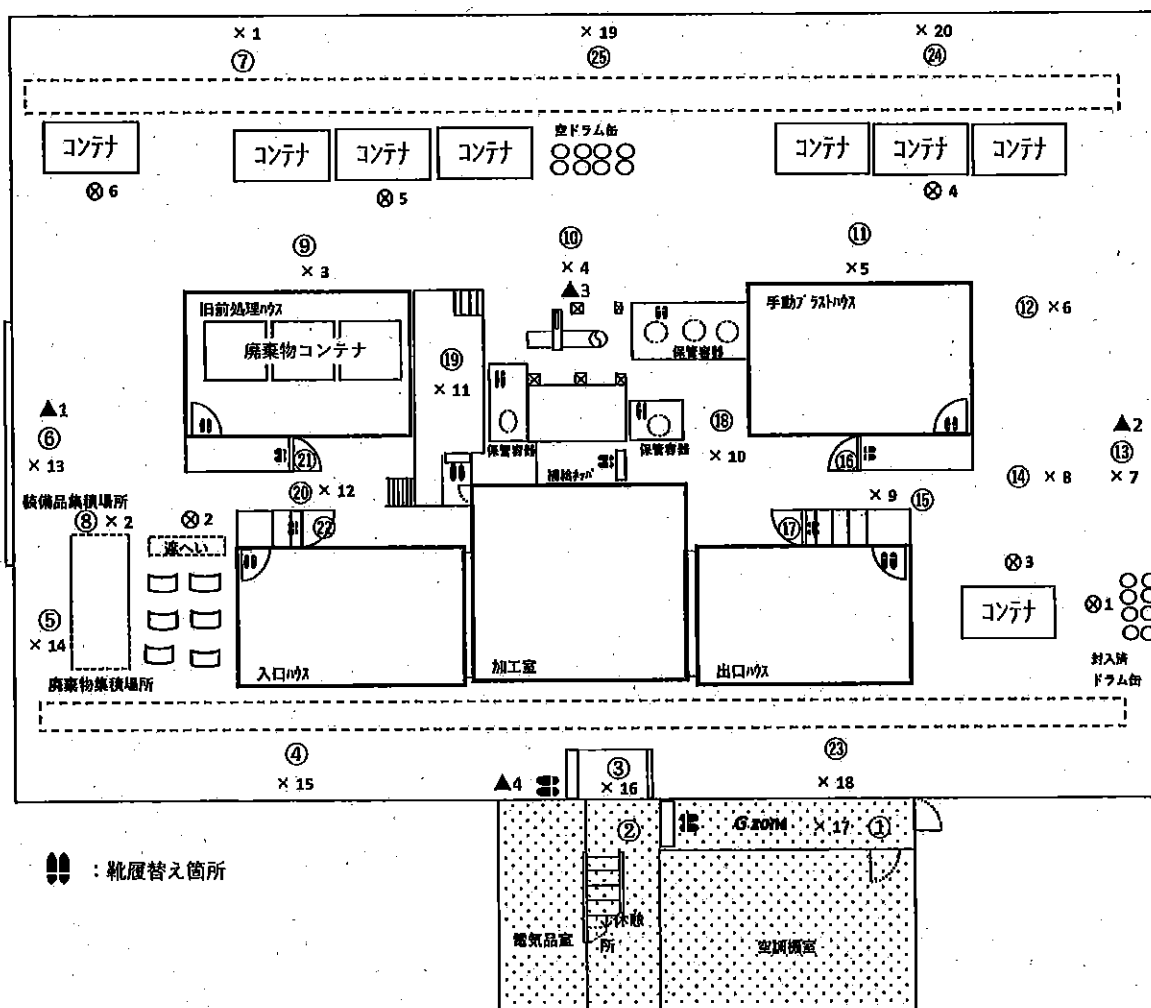 × 1
× 19
× 20
⑦
㉕
㉔
コンテナ
コンテナ
コンテナ
コンテナ
空ドラム缶
コンテナ
コンテナ
コンテナ
⊗ 6
⊗ 5
⊗ 4
⑨
⑩
⑪
× 3
× 4
×5
▲3
旧前処理ハウス
手動ブラストハウス
⑫ ×6
廃棄物コンテナ
保管容器
⑲
× 11
▲1
⑥
× 13
⑱
× 10
▲2
⑬
× 7
保管容器
保管容器
㉑
⑯
⑭ × 8
装備品集積場所
⑳ × 12
× 9 ⑮
⑧ × 2
⊗ 2
遮へい
㉒
⑰
⊗ 3
⑤
× 14
コンテナ
⊗1
廃棄物集積場所
入口ハウス
加工室
出口ハウス
封入済
ドラム缶
④
× 15
▲4
③
× 16
㉓
× 18
②
G.zone
× 17 ①
:靴履替え箇所
電気品室
休憩
所
空調機室